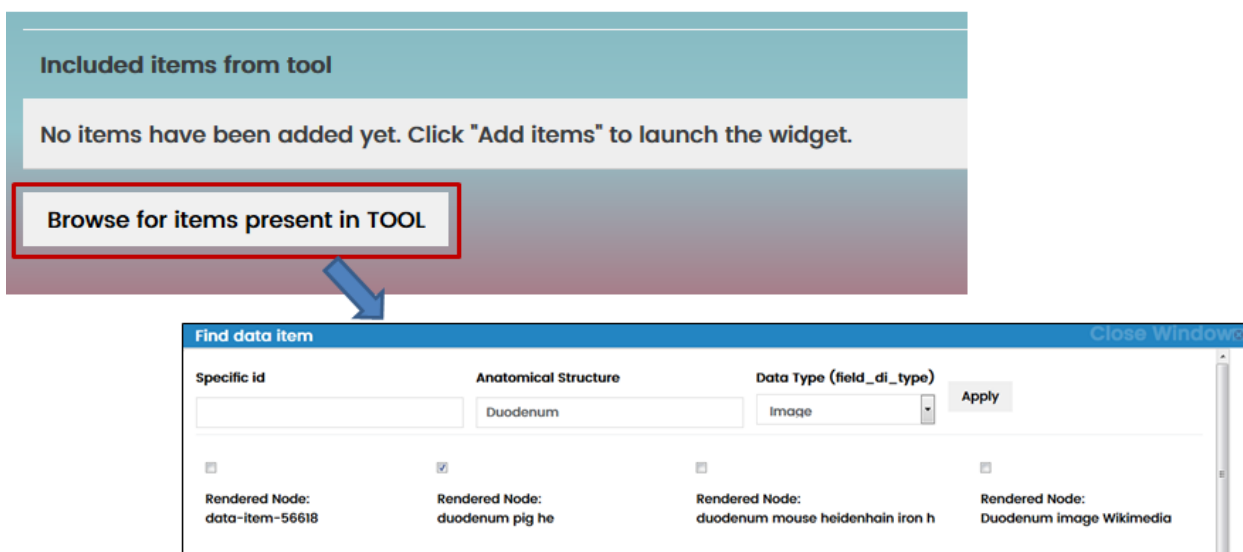 Included items from tool
No items have been added yet. Click "Add items" to launch the widget.
Browse for items present in TOOL
Find data item
Close Window
Specific id
Anatomical Structure
Data Type (field_di_type)
Duodenum
Image
Apply
Rendered Node:
data-item-56618
Rendered Node:
duodenum pig he
Rendered Node:
duodenum mouse heidenhain iron h
Rendered Node:
Duodenum image Wikimedia